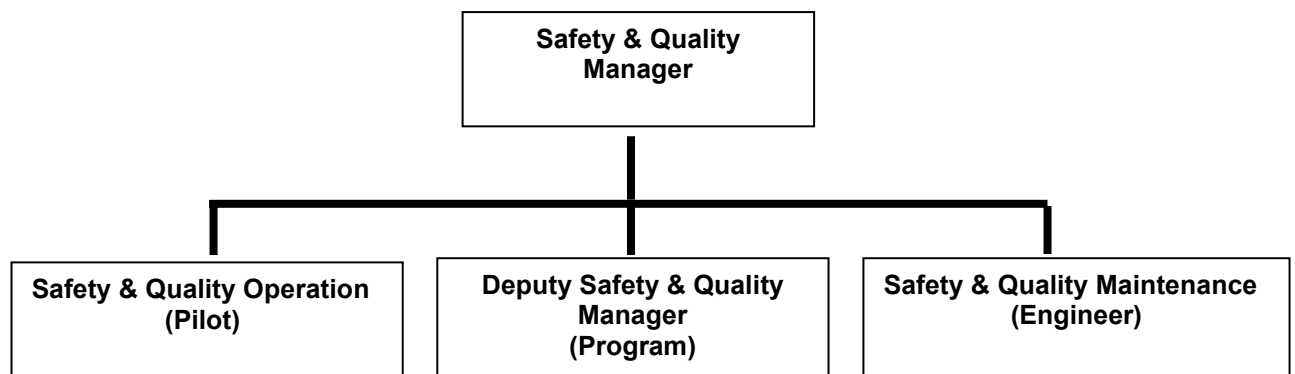 Safety & Quality
Manager
Safety & Quality Operation
(Pilot)
Deputy Safety & Quality
Manager
(Program)
Safety & Quality Maintenance
(Engineer)